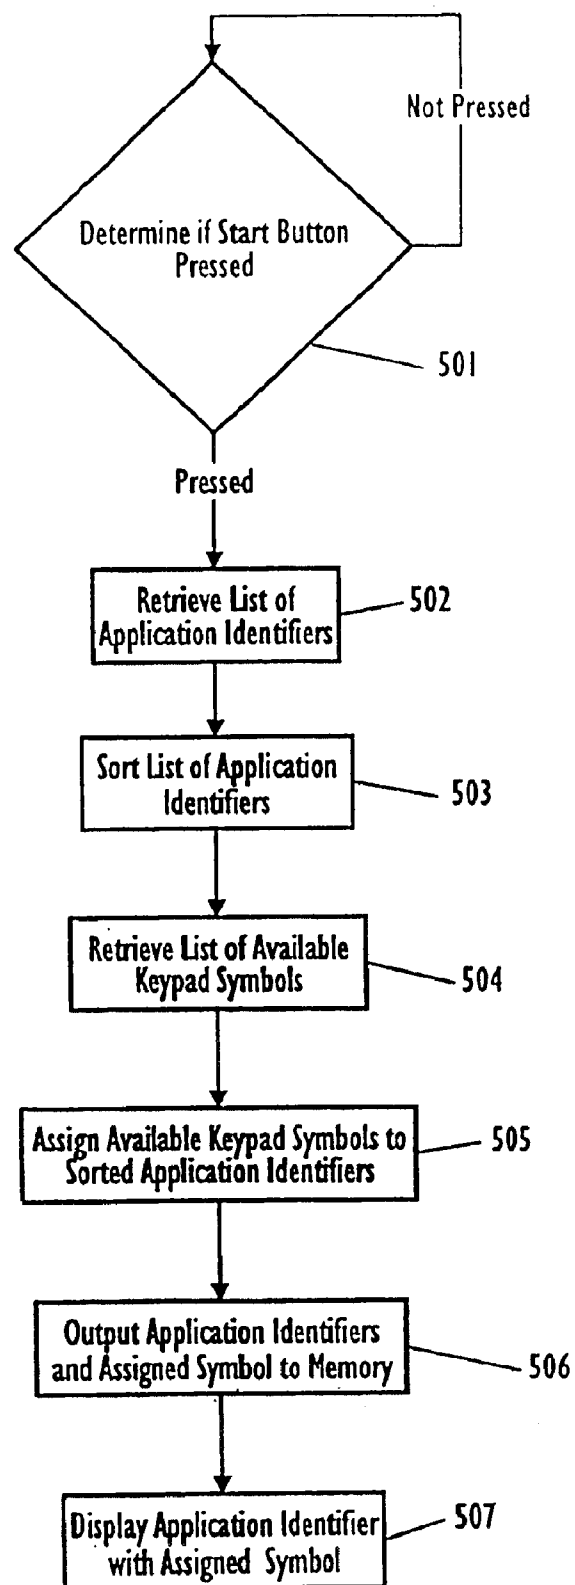 Not Pressed
Determine if Start Button
Pressed
501
Pressed
Retrieve List of
Application Identifiers
502
Sort List of Application
Identifiers
503
Retrieve List of Available
Keypad Symbols
504
Assign Available Keypad Symbols to
Sorted Application Identifiers
505
Output Application Identifiers
and Assigned Symbol to Memory
506
Display Application Identifier
with Assigned Symbol
507